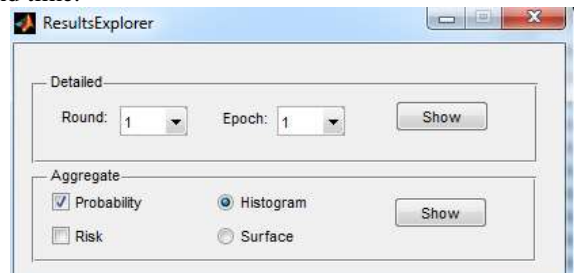 ResultsExplorer
Detailed
Round: 1 Epoch: 1 Show
Aggregate
Probability Histogram Show
Risk Surface